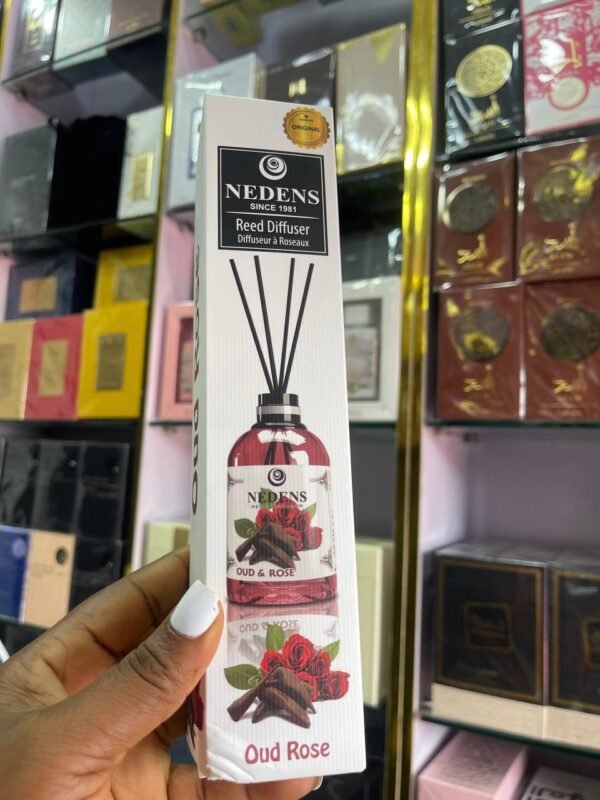 ORIGINAL
NEDENS
SINCE 1981
Reed Diffuser
Diffuseur à Roseaux
NEDENS
OUD & ROSE
OUD & ROSE
Oud Rose